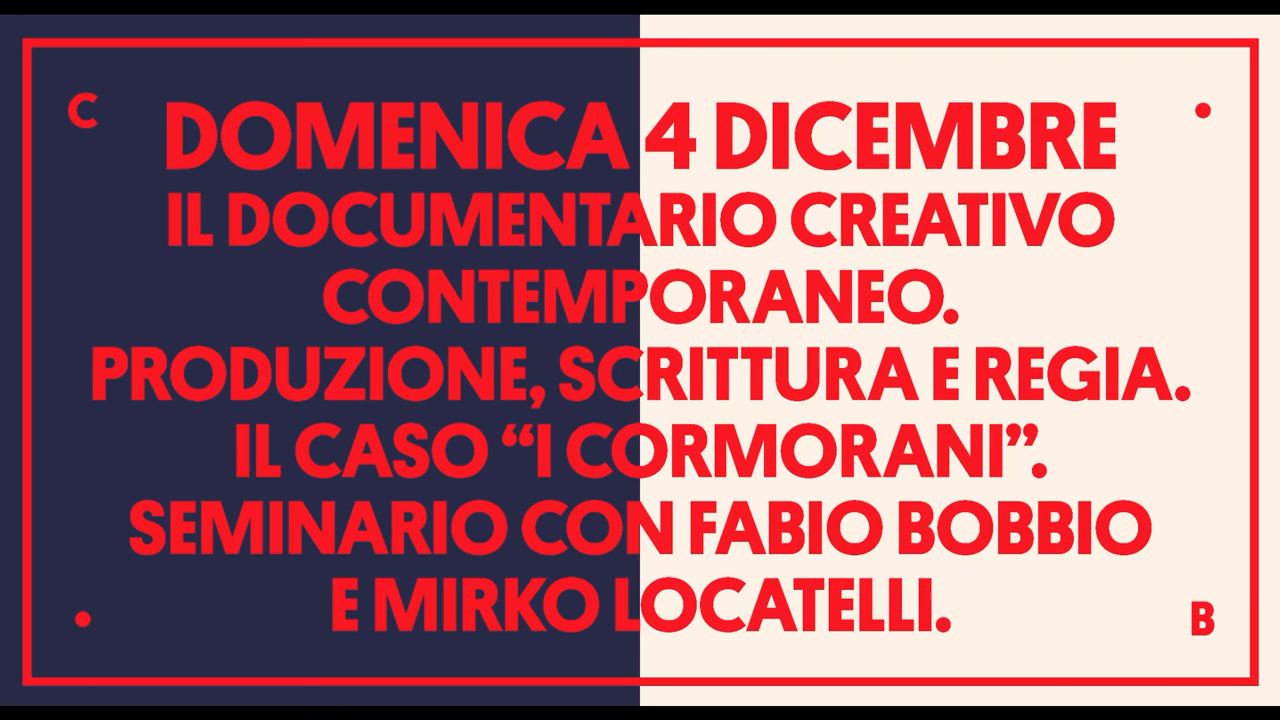 C
DOMENICA 4 DICEMBRE
IL DOCUMENTARIO CREATIVO
CONTEMPORANEO.
PRODUZIONE, SCRITTURA E REGIA.
IL CASO “I CORMORANI”.
SEMINARIO CON FABIO BOBBIO
E MIRKO LOCATELLI.
B